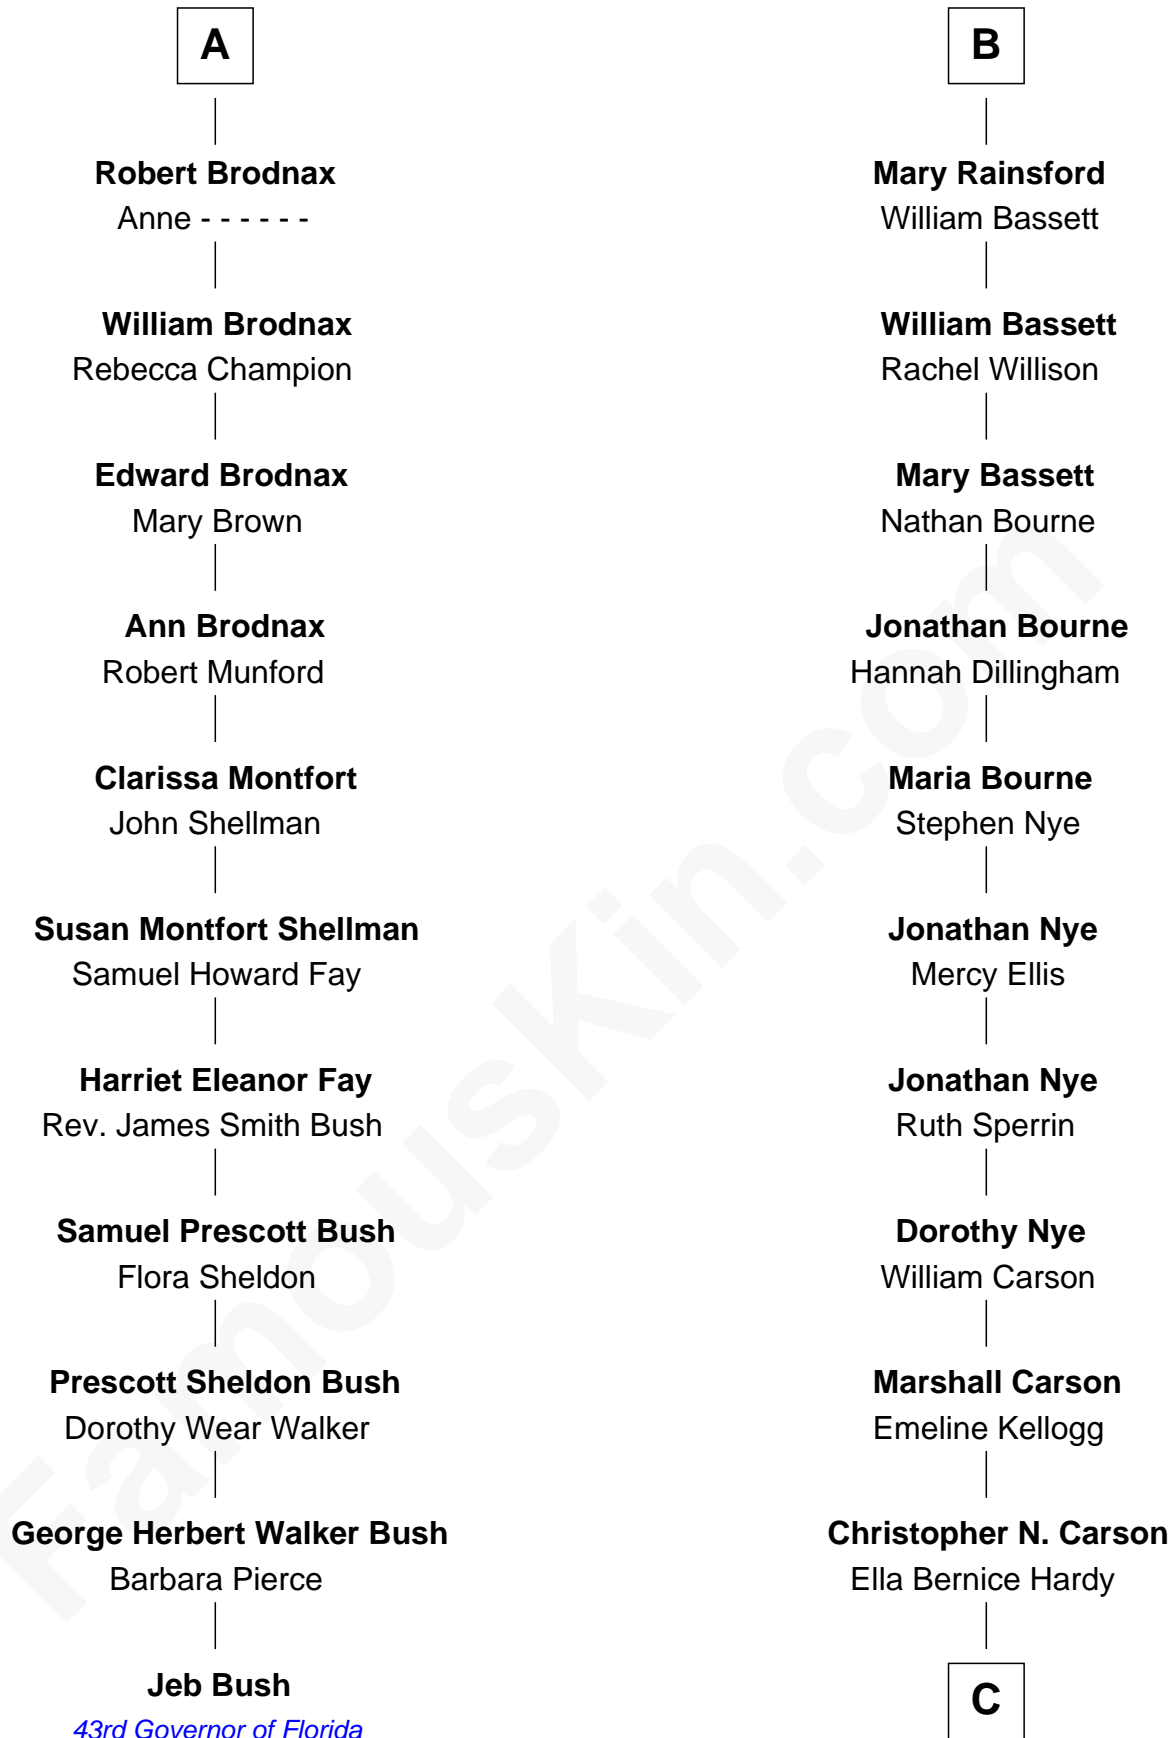 A
Robert Brodnax
Anne - - - - - -
William Brodnax
Rebecca Champion
Edward Brodnax
Mary Brown
Ann Brodnax
Robert Munford
Clarissa Montfort
John Shellman
Susan Montfort Shellman
Samuel Howard Fay
Harriet Eleanor Fay
Rev. James Smith Bush
Samuel Prescott Bush
Flora Sheldon
Prescott Sheldon Bush
Dorothy Wear Walker
George Herbert Walker Bush
Barbara Pierce
Jeb Bush
43rd Governor of Florida
B
Mary Rainsford
William Bassett
William Bassett
Rachel Willison
Mary Bassett
Nathan Bourne
Jonathan Bourne
Hannah Dillingham
Maria Bourne
Stephen Nye
Jonathan Nye
Mercy Ellis
Jonathan Nye
Ruth Sperrin
Dorothy Nye
William Carson
Marshall Carson
Emeline Kellogg
Christopher N. Carson
Ella Bernice Hardy
C
FamousKin.com